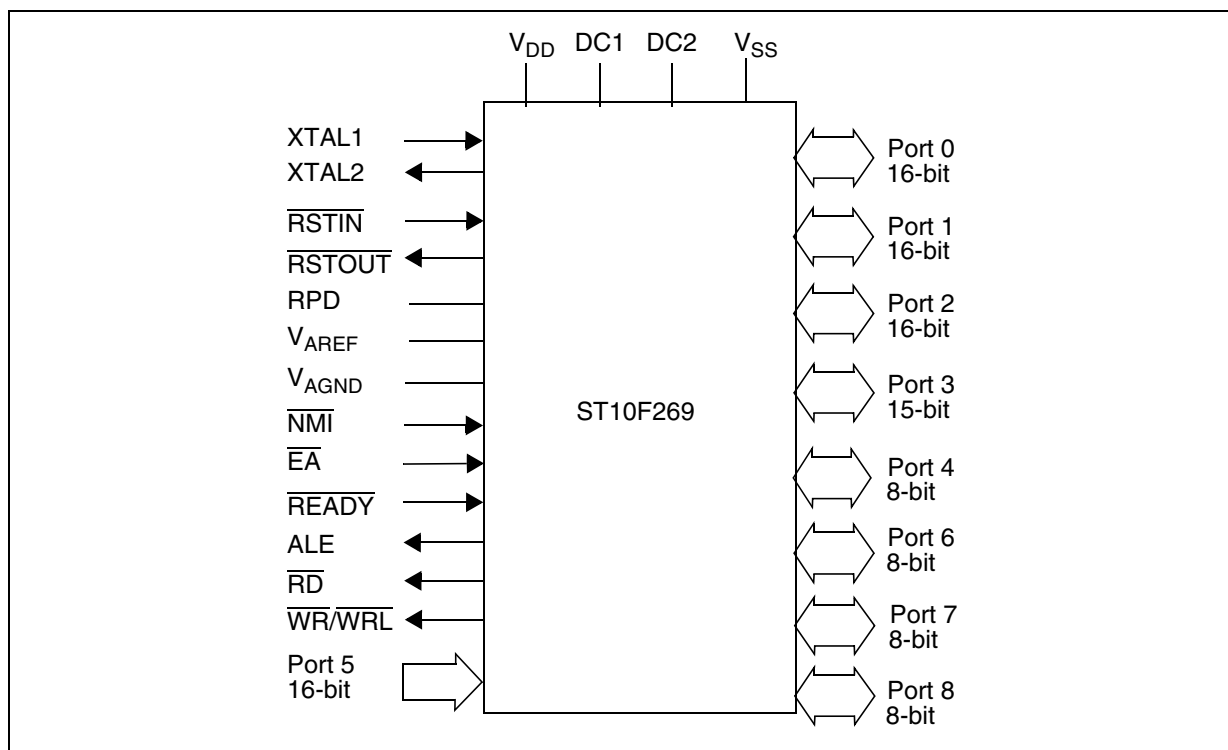 VDD DC1 DC2 VSS
XTAL1
XTAL2
RSTIN
RSTOUT
RPD
VAREF
VAGND
NMI
EA
READY
ALE
RD
WR/WRL
Port 5
16-bit
ST10F269
Port 0
16-bit
Port 1
16-bit
Port 2
16-bit
Port 3
15-bit
Port 4
8-bit
Port 6
8-bit
Port 7
8-bit
Port 8
8-bit